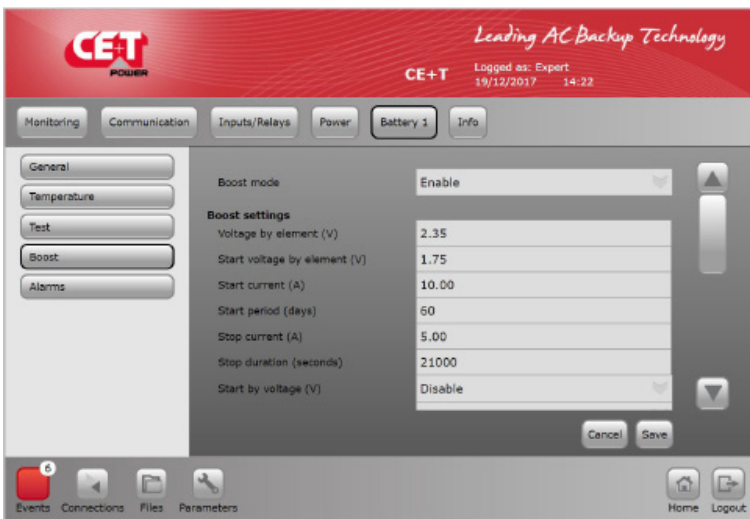 CE+T
POWER
Leading AC Backup Technology
CE+T
Logged as: Expert
19/12/2017 14:22
Monitoring Communication Inputs/Relays Power Battery 1 Info
General
Temperature
Test
Boost
Alarms
Boost mode Enable
Boost settings
Voltage by element (V) 2.35
Start voltage by element (V) 1.75
Start current (A) 10.00
Start period (days) 60
Stop current (A) 5.00
Stop duration (seconds) 21000
Start by voltage (V) Disable
Cancel Save
6
Events Connections Files Parameters Home Logout